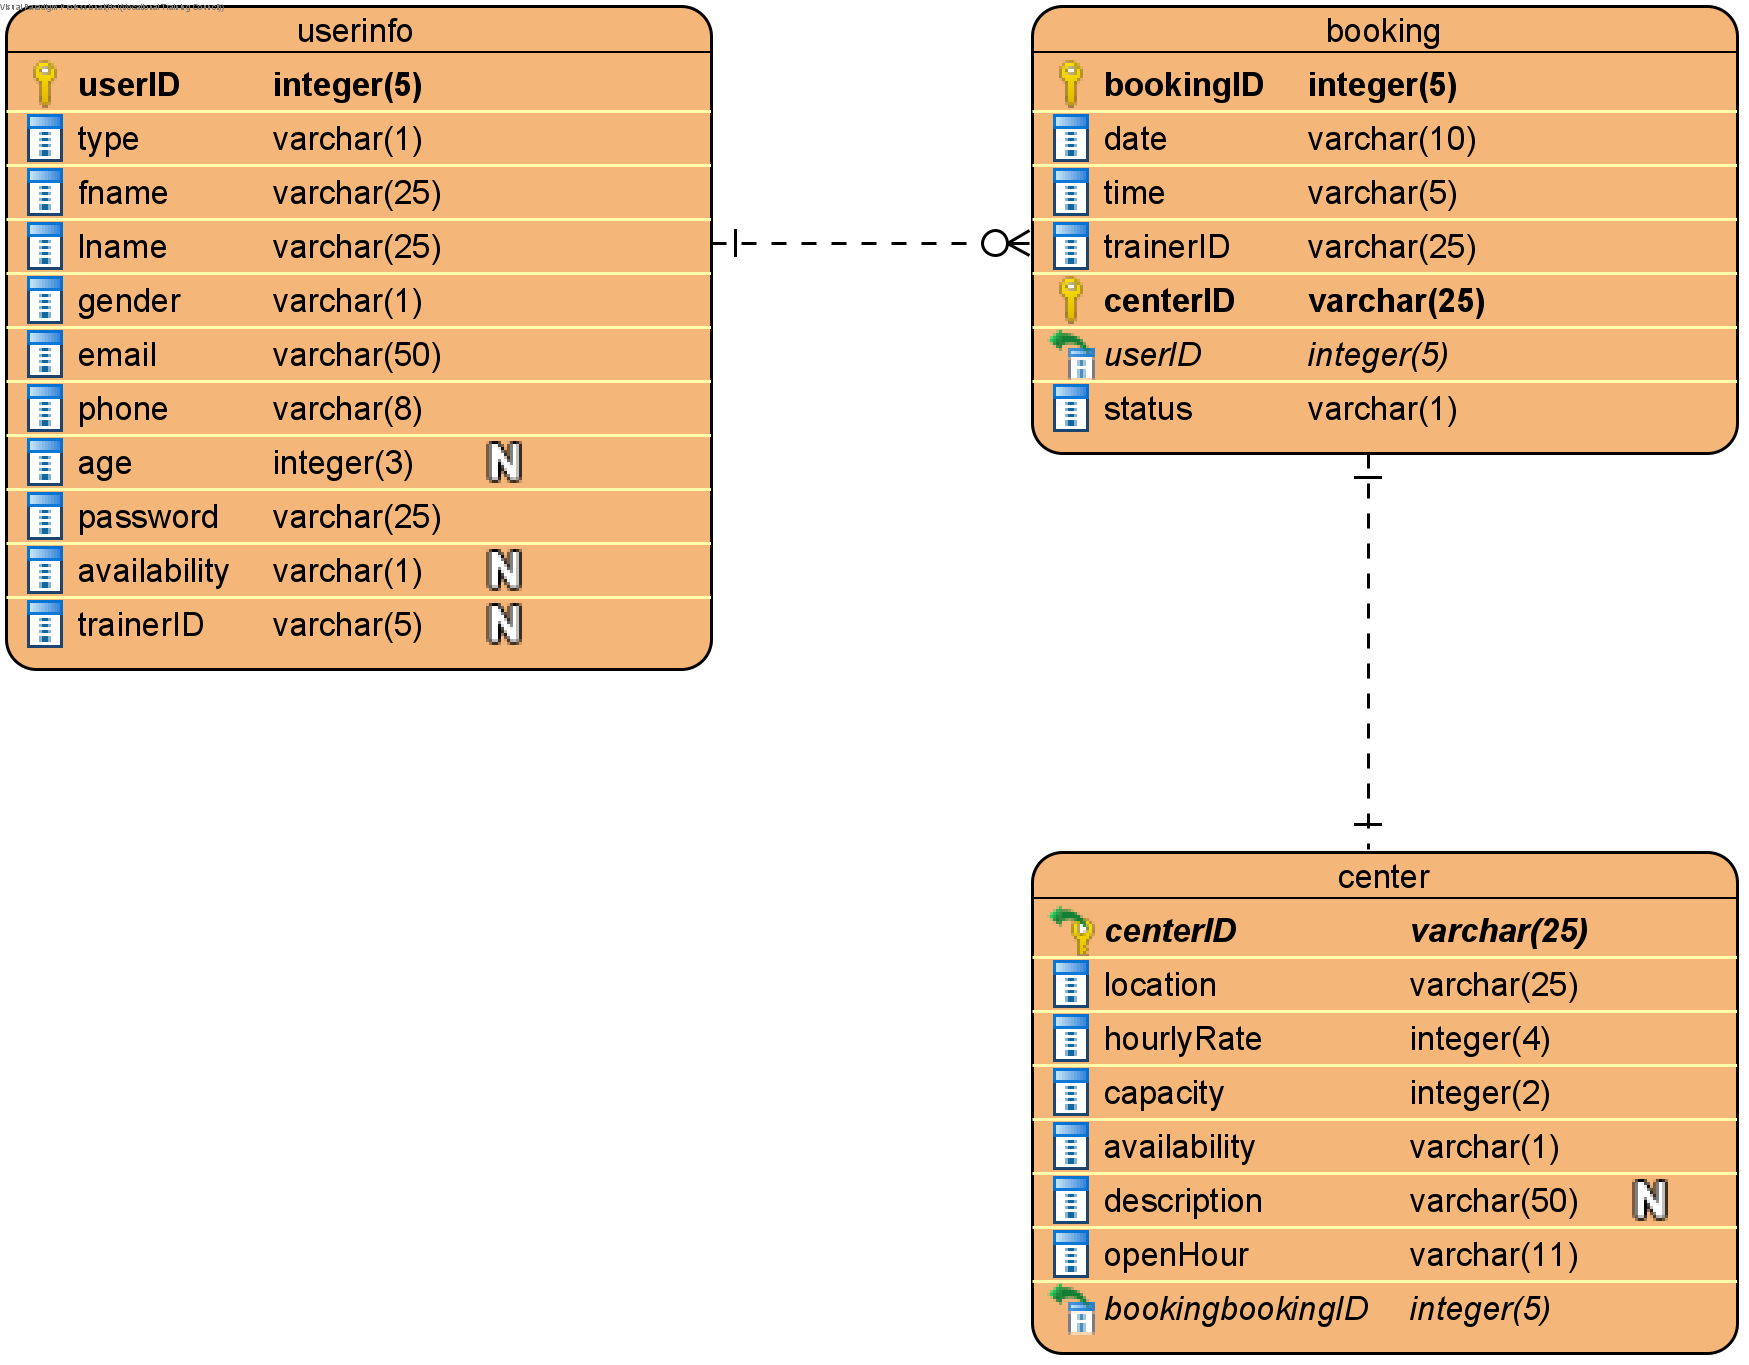 userinfo
userID integer(5)
type varchar(1)
fname varchar(25)
lname varchar(25)
gender varchar(1)
email varchar(50)
phone varchar(8)
age integer(3) N
password varchar(25)
availability varchar(1) N
trainerID varchar(5) N
booking
bookingID integer(5)
date varchar(10)
time varchar(5)
trainerID varchar(25)
centerID varchar(25)
userID integer(5)
status varchar(1)
center
centerID varchar(25)
location varchar(25)
hourlyRate integer(4)
capacity integer(2)
availability varchar(1)
description varchar(50) N
openHour varchar(11)
bookingbookingID integer(5)